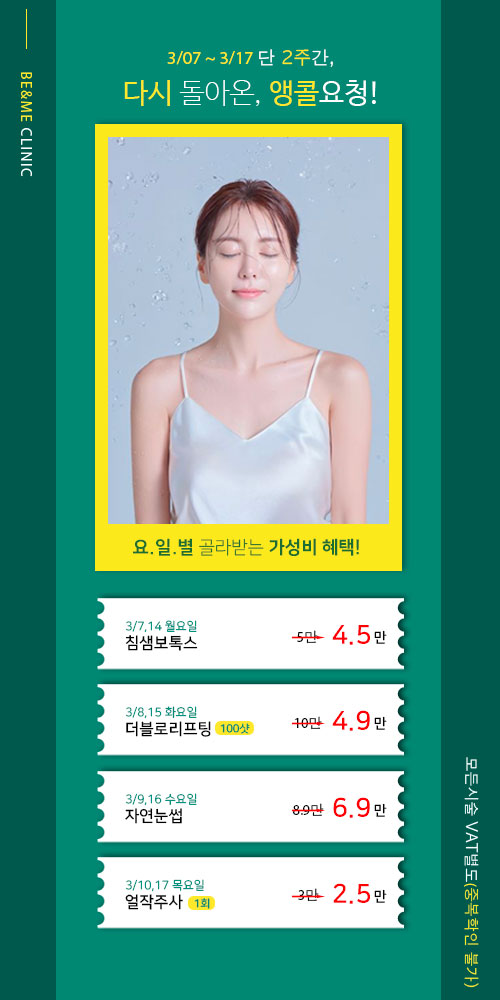 BE&ME CLINIC
3/07 ~ 3/17 단 2주간,
다시 돌아온, 앵콜요청!
요.일.별 골라받는 가성비 혜택!
3/7,14 월요일
침샘보톡스
5만 4.5만
3/8,15 화요일
더블로리프팅 100샷
10만 4.9만
3/9,16 수요일
자연눈썹
8.9만 6.9만
3/10,17 목요일
얼작주사 1회
3만 2.5만
모든시술 VAT별도(중복확인 불가)